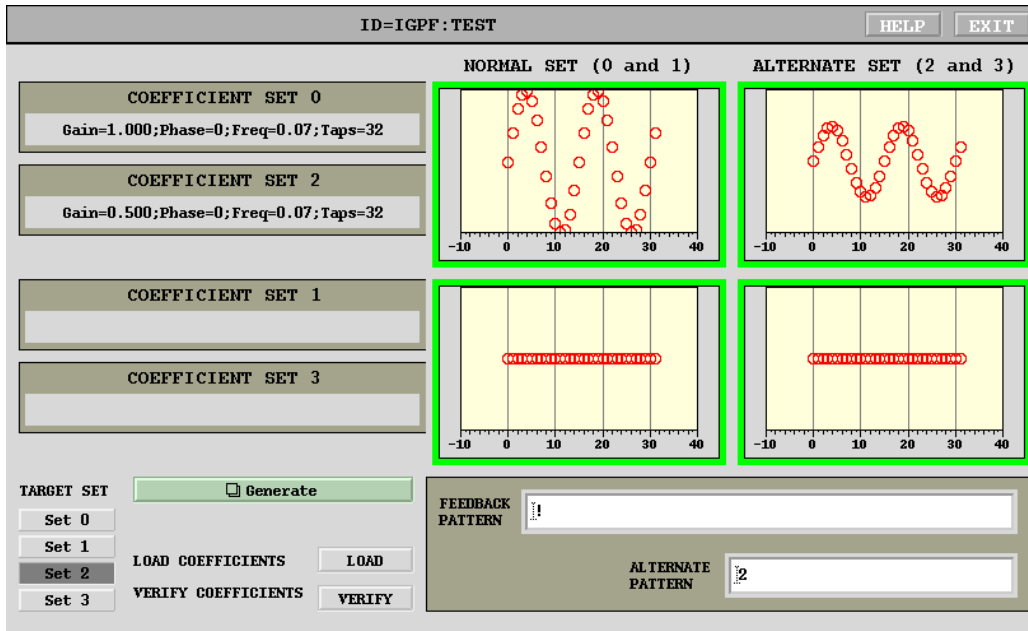 ID=IGPF:TEST
HELP
EXIT
NORMAL SET (0 and 1)
ALTERNATE SET (2 and 3)
COEFFICIENT SET 0
Gain=1.000;Phase=0;Freq=0.07;Taps=32
COEFFICIENT SET 2
Gain=0.500;Phase=0;Freq=0.07;Taps=32
-10 0 10 20 30 40
-10 0 10 20 30 40
COEFFICIENT SET 1
COEFFICIENT SET 3
-10 0 10 20 30 40
-10 0 10 20 30 40
TARGET SET
Set 0
Set 1
Set 2
Set 3
Generate
LOAD COEFFICIENTS
LOAD
VERIFY COEFFICIENTS
VERIFY
FEEDBACK
PATTERN
!
ALTERNATE
PATTERN
2